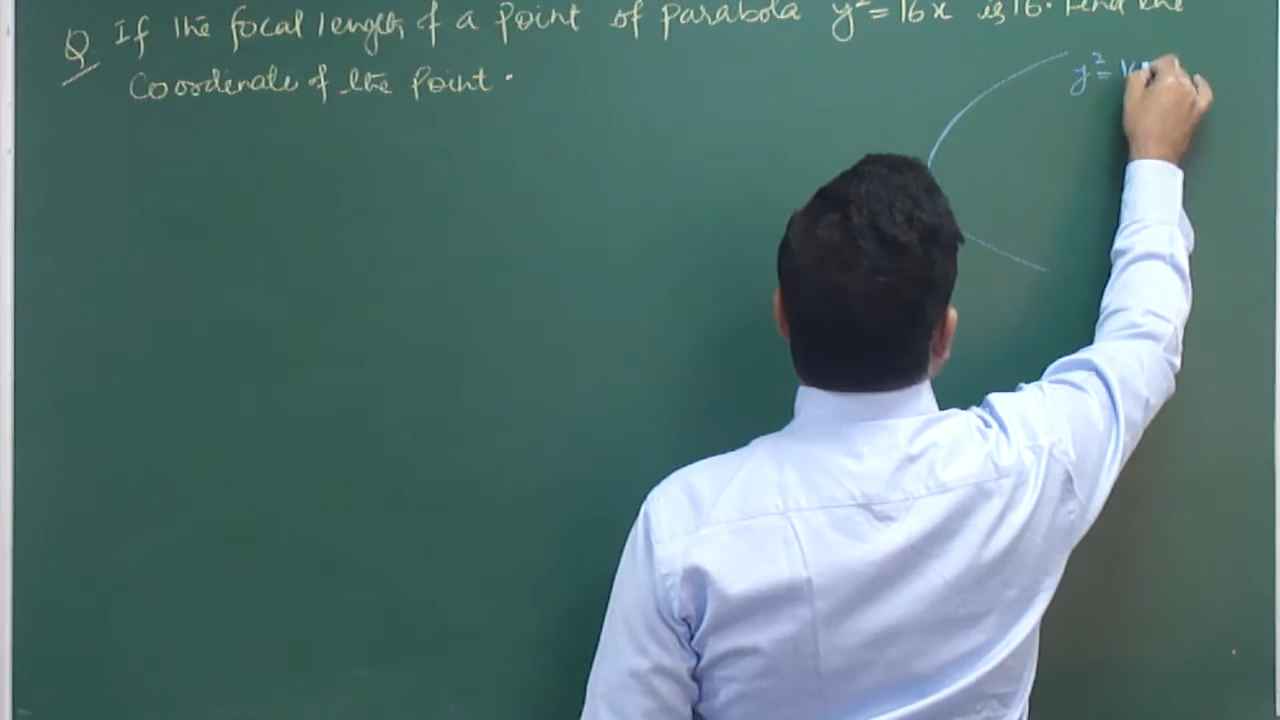 Q If the focal length of a point of parabola y² = 16x is 16. Find the
Coordinate of the point.
y² = 16